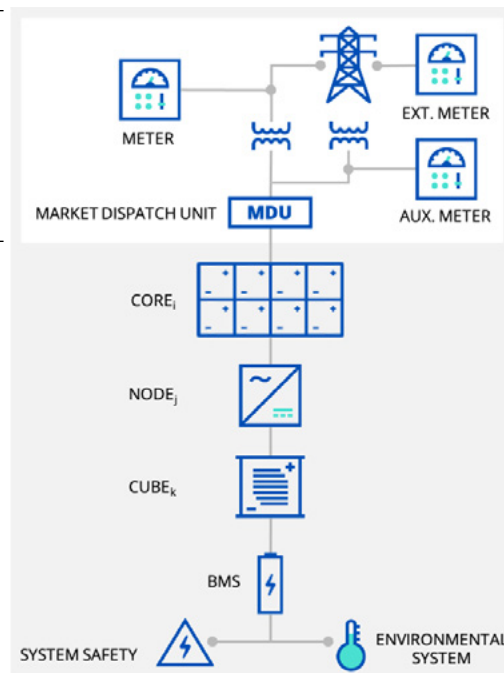 EXT. METER
METER
AUX. METER
MARKET DISPATCH UNIT
MDU
COREi
NODEj
CUBEk
BMS
SYSTEM SAFETY
ENVIRONMENTAL
SYSTEM